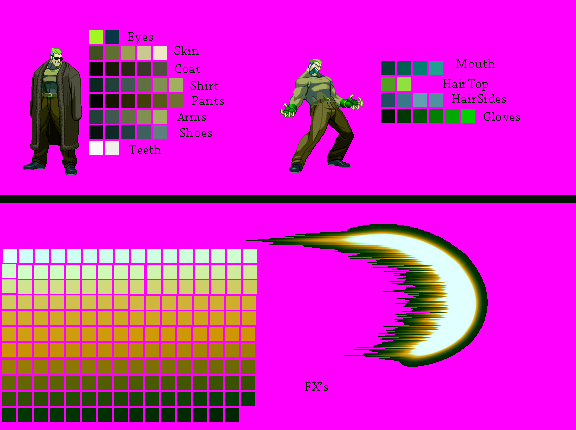 Eyes
Skin
Coat
Shirt
Pants
Arms
Shoes
Teeth
Mouth
Hair Top
HairSides
Gloves
FX's